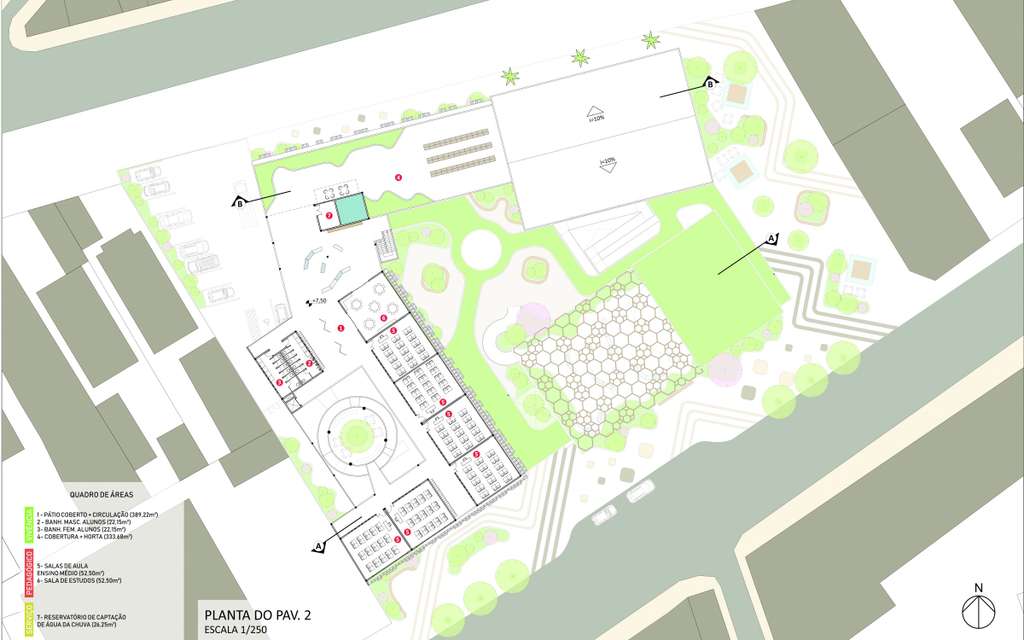 B
i=10%
i=10%
4
B
7
A
+7,50
6
1
5
2
3
5
5
5
A
5
5
QUADRO DE ÁREAS
VIVÊNCIA
1 - PÁTIO COBERTO + CIRCULAÇÃO (389,22m²)
2 - BANH. MASC. ALUNOS (22,15m²)
3- BANH. FEM. ALUNOS (22,15m²)
4- COBERTURA + HORTA (333,68m²)
PEDAGÓGICO
5- SALAS DE AULA
ENSINO MÉDIO (52,50m²)
6- SALA DE ESTUDOS (52,50m²)
SERVIÇO
7- RESERVATÓRIO DE CAPTAÇÃO
DE ÁGUA DA CHUVA (26,25m²)
PLANTA DO PAV. 2
ESCALA 1/250
N